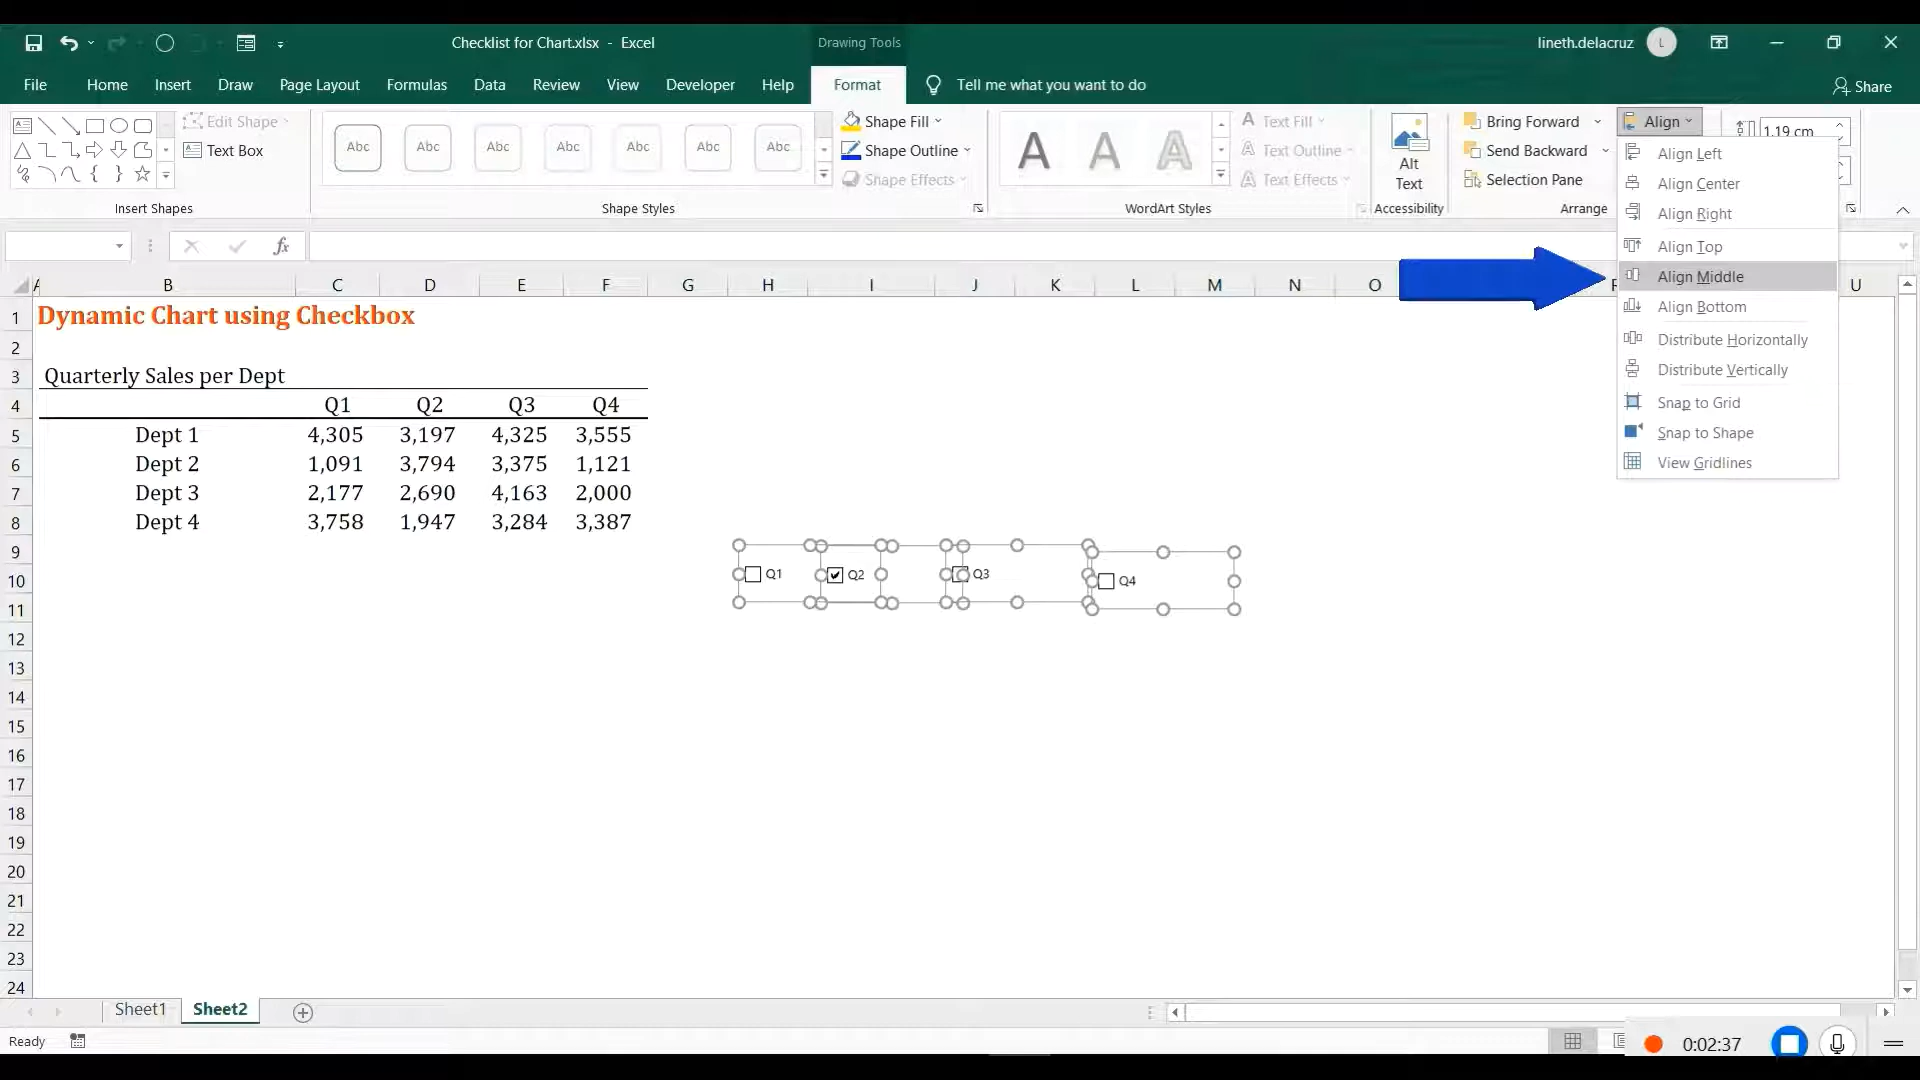 Checklist for Chart.xlsx - Excel
Drawing Tools
lineth.delacruz
L
File Home Insert Draw Page Layout Formulas Data Review View Developer Help Format Tell me what you want to do Share
Edit Shape
Text Box
Insert Shapes
Abc Abc Abc Abc Abc Abc Abc
Shape Fill
Shape Outline
Shape Effects
Shape Styles
A A A
Text Fill
Text Outline
Text Effects
WordArt Styles
Alt
Text
Accessibility
Bring Forward
Send Backward
Selection Pane
Arrange
Align
1.19 cm
Align Left
Align Center
Align Right
Align Top
Align Middle
Align Bottom
Distribute Horizontally
Distribute Vertically
Snap to Grid
Snap to Shape
View Gridlines
fx
A B C D E F G H I J K L M N O U
1 Dynamic Chart using Checkbox
2
3 Quarterly Sales per Dept
4 Q1 Q2 Q3 Q4
5 Dept 1 4,305 3,197 4,325 3,555
6 Dept 2 1,091 3,794 3,375 1,121
7 Dept 3 2,177 2,690 4,163 2,000
8 Dept 4 3,758 1,947 3,284 3,387
9
10 Q1 Q2 Q3 Q4
11
12
13
14
15
16
17
18
19
20
21
22
23
24
Sheet1 Sheet2
Ready
0:02:37